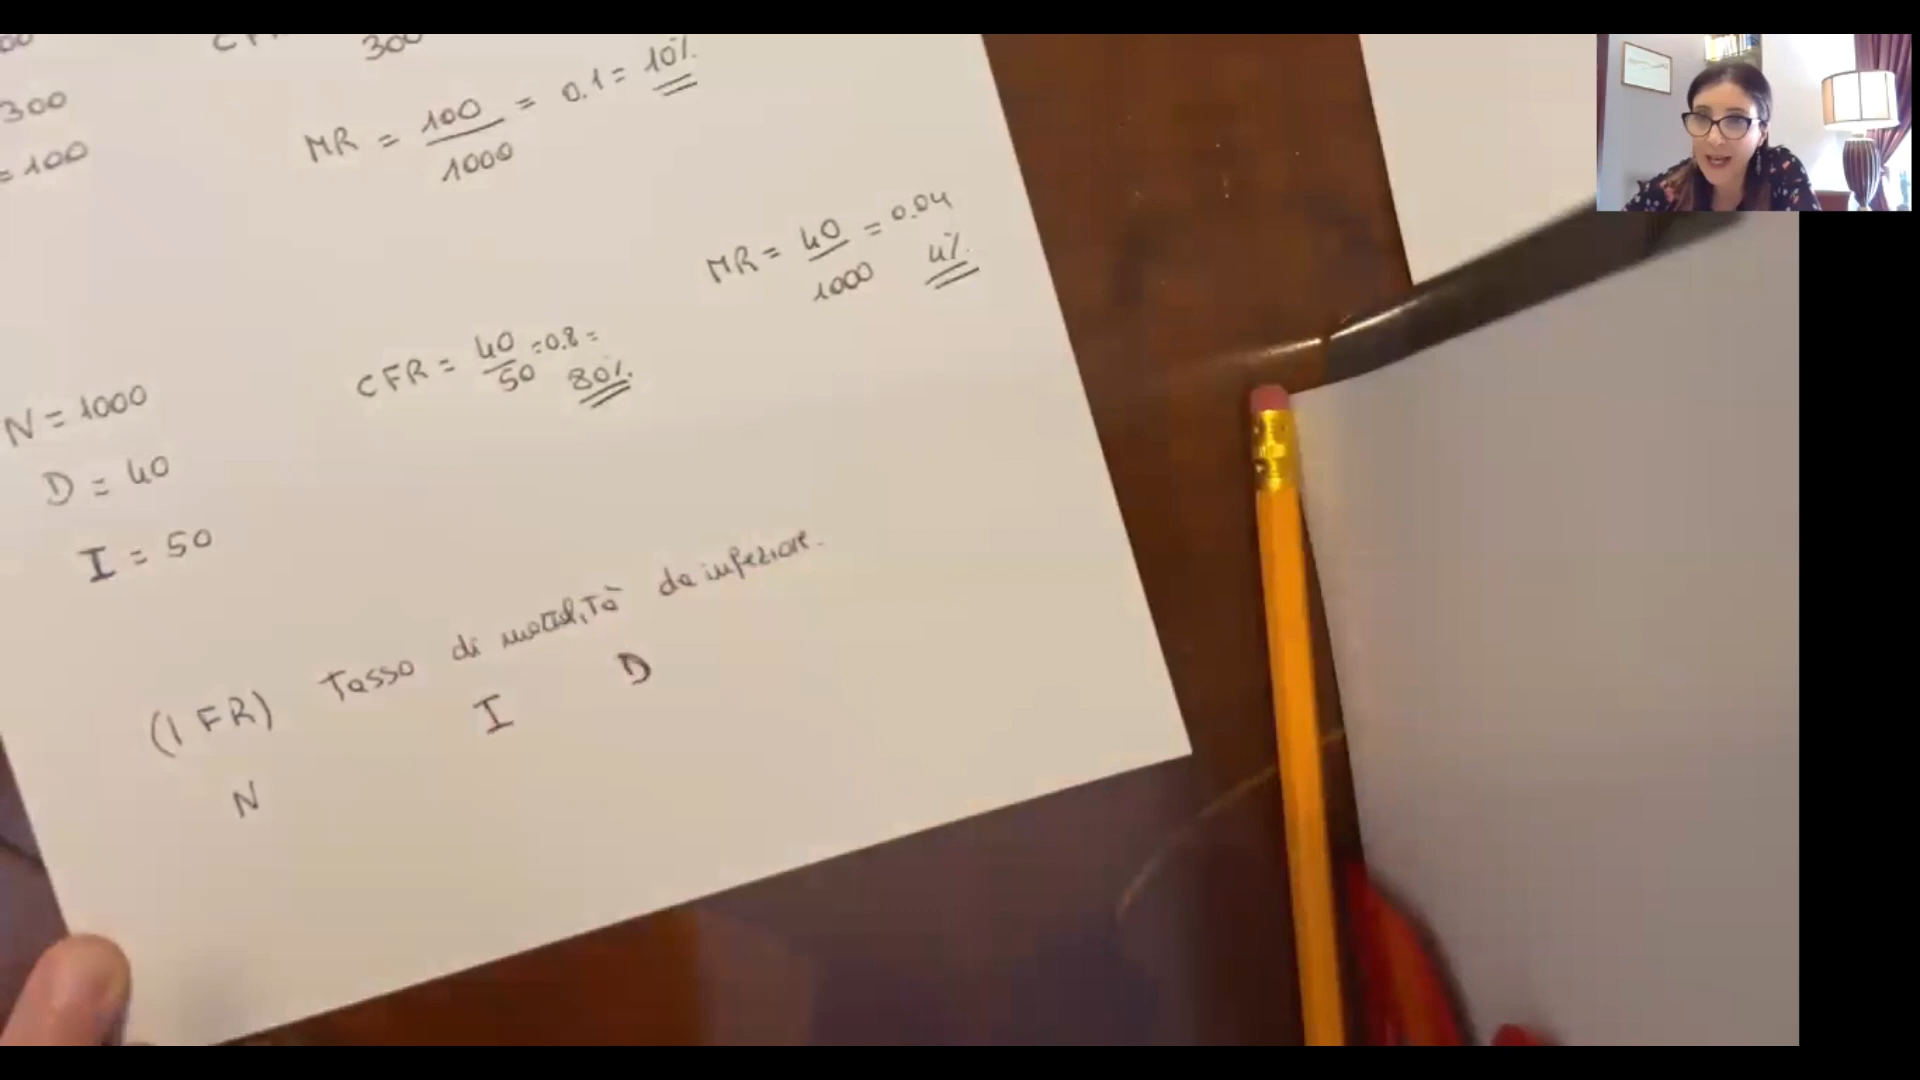 300
300
= 100
MR = 100 / 1000 = 0.1 = 10%
MR = 40 / 1000 = 0.04
4%
CFR = 40 / 50 = 0.8 =
80%
N = 1000
D = 40
I = 50
(IFR) Tasso di mortalità da infezione.
N I D